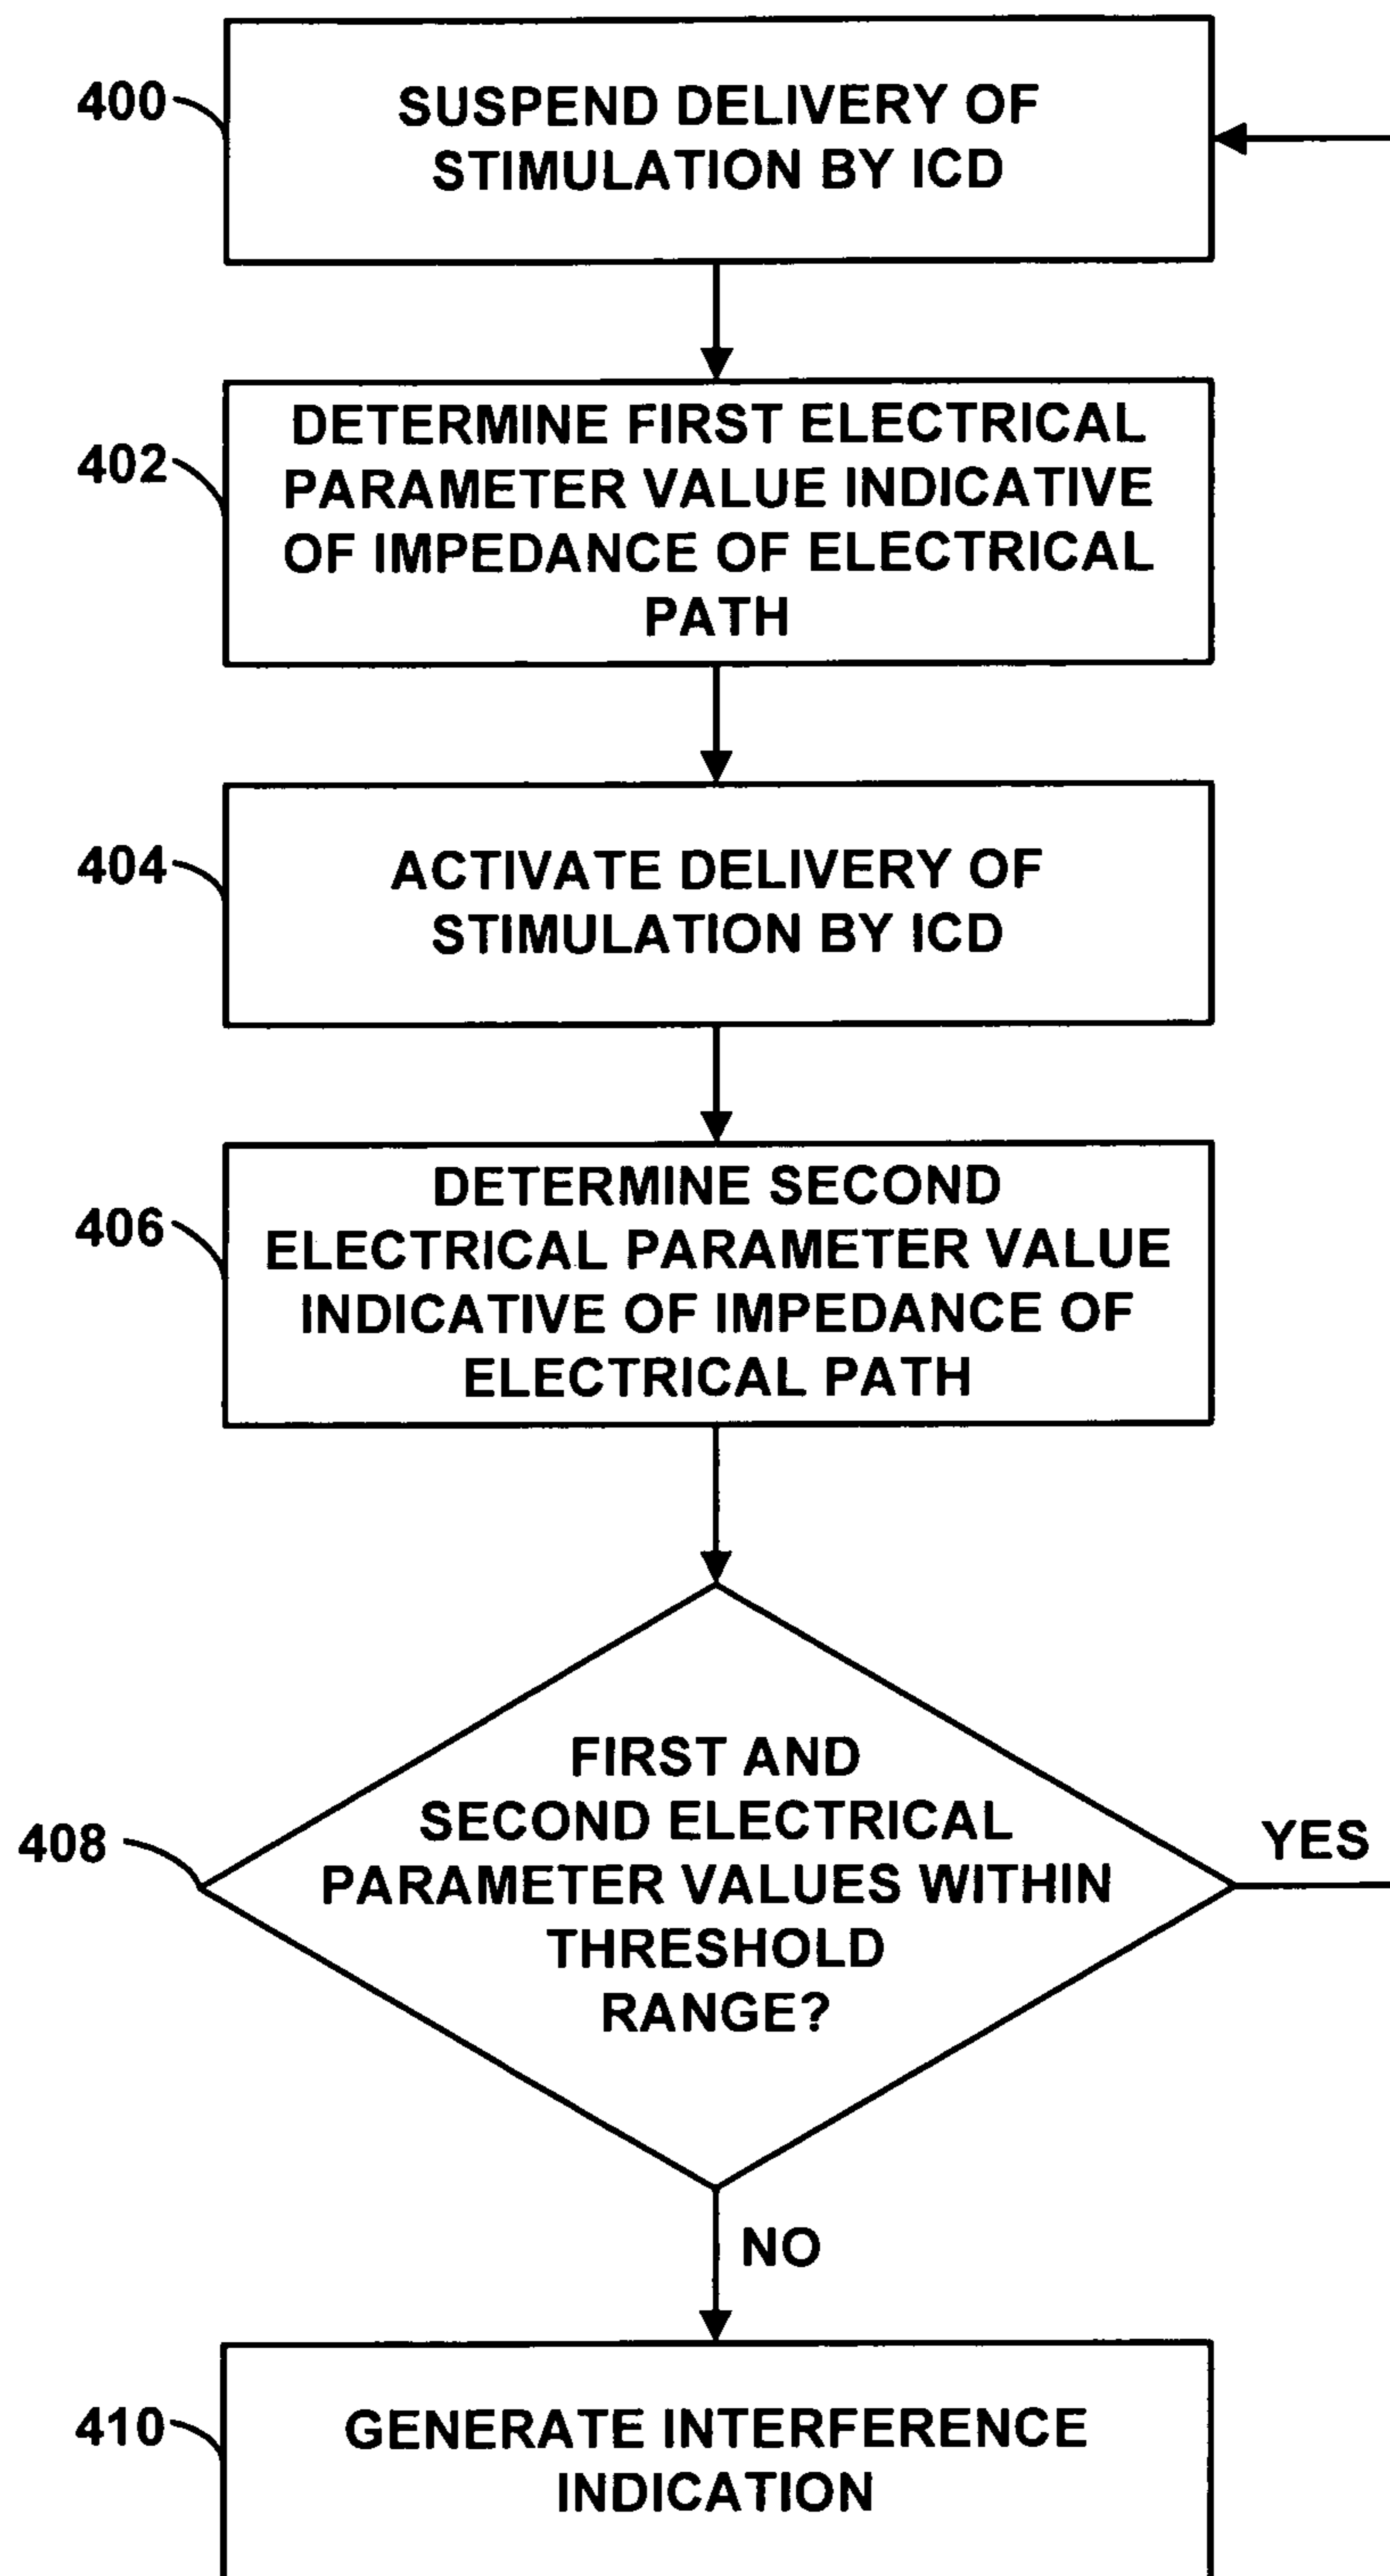 400
SUSPEND DELIVERY OF
STIMULATION BY ICD
402
DETERMINE FIRST ELECTRICAL
PARAMETER VALUE INDICATIVE
OF IMPEDANCE OF ELECTRICAL
PATH
404
ACTIVATE DELIVERY OF
STIMULATION BY ICD
406
DETERMINE SECOND
ELECTRICAL PARAMETER VALUE
INDICATIVE OF IMPEDANCE OF
ELECTRICAL PATH
408
FIRST AND
SECOND ELECTRICAL
PARAMETER VALUES WITHIN
THRESHOLD
RANGE?
YES
NO
410
GENERATE INTERFERENCE
INDICATION